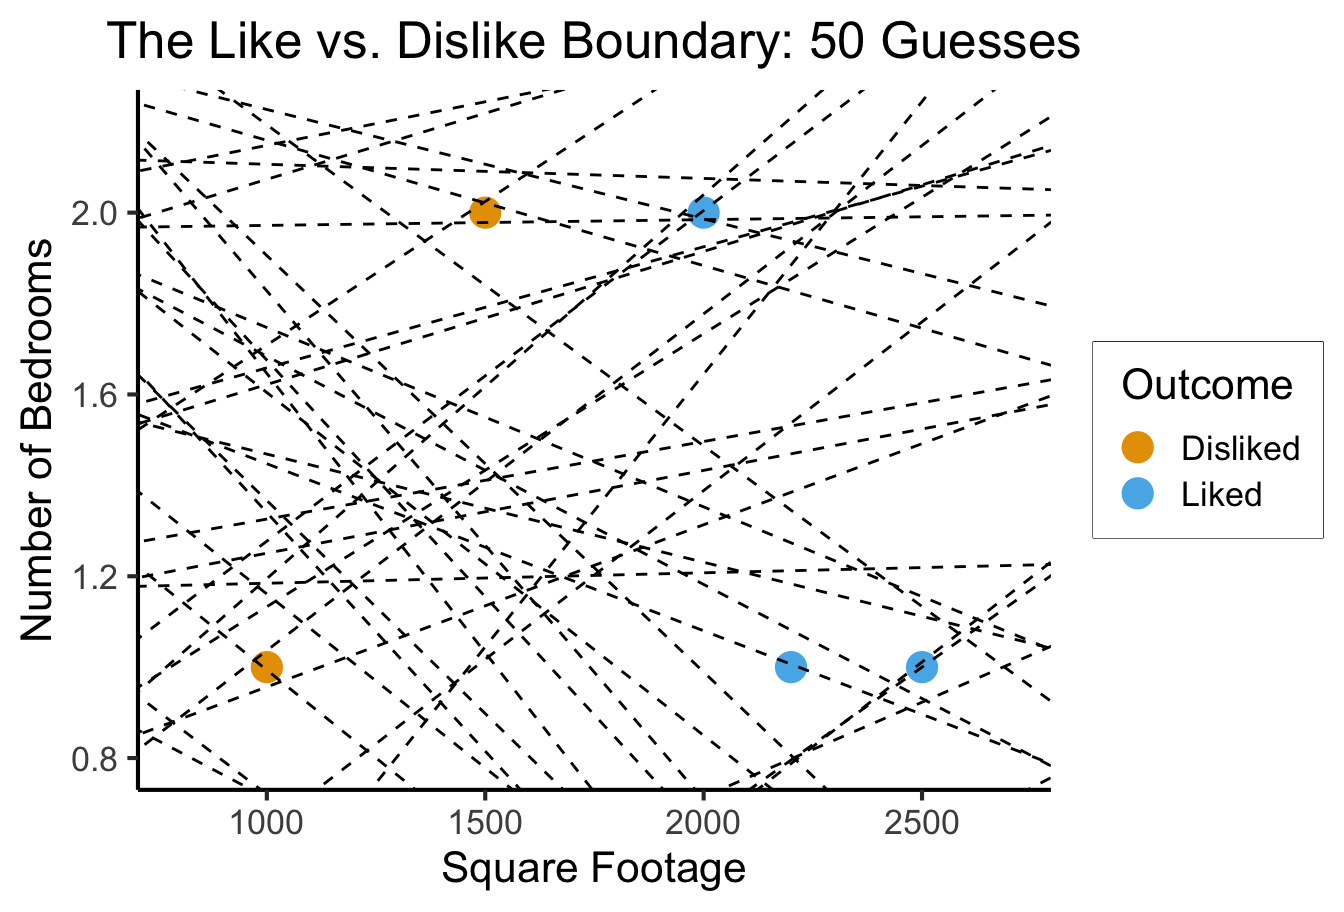 The Like vs. Dislike Boundary: 50 Guesses
Number of Bedrooms
2.0
1.6
1.2
0.8
1000 1500 2000 2500
Square Footage
Outcome
Disliked
Liked